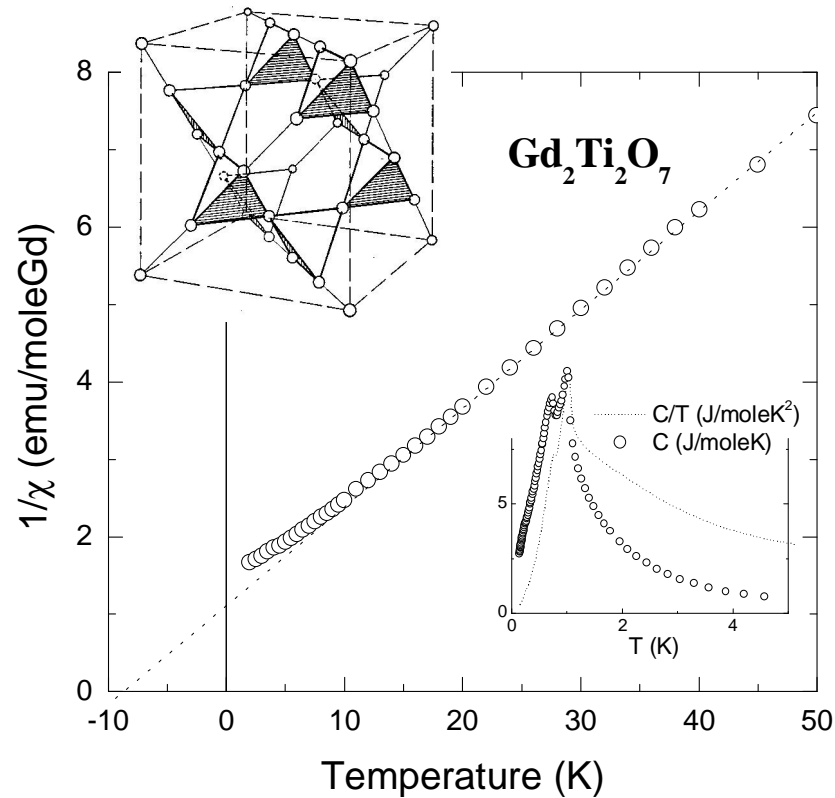 Gd2Ti2O7
8
6
4
2
0
1/χ (emu/moleGd)
-10 0 10 20 30 40 50
Temperature (K)
C/T (J/moleK²)
C (J/moleK)
5
0
0 2 4
T (K)